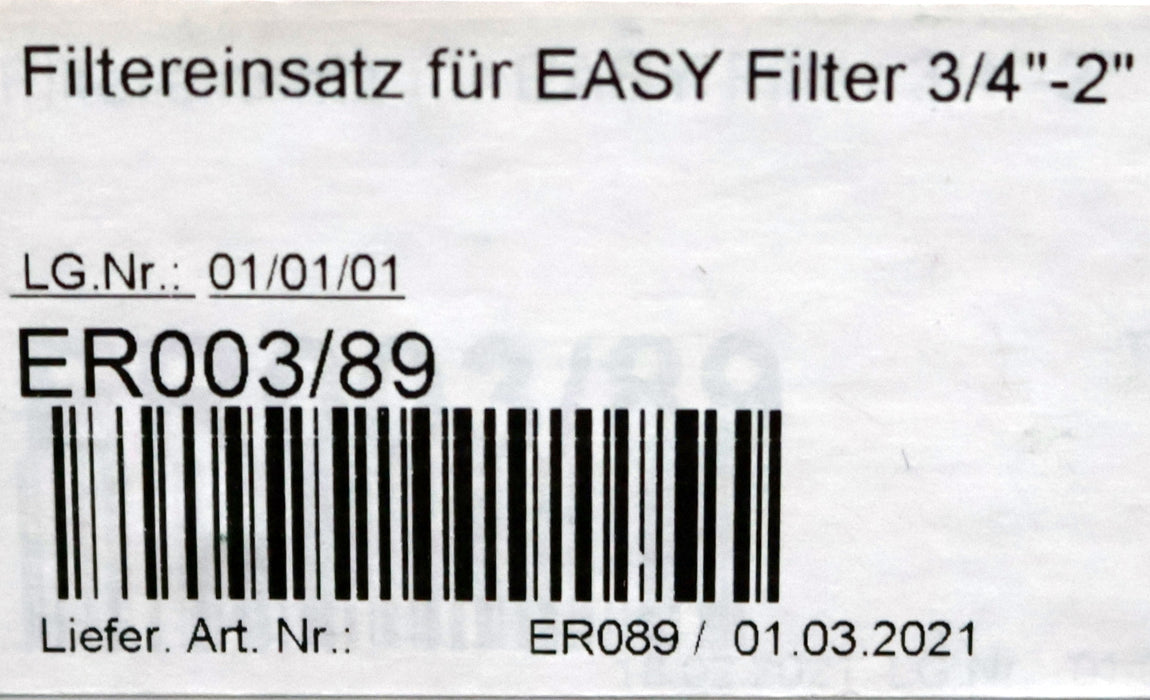 Filtereinsatz für EASY Filter 3/4"-2"
LG.Nr.: 01/01/01
ER003/89
Liefer. Art. Nr.: ER089 / 01.03.2021